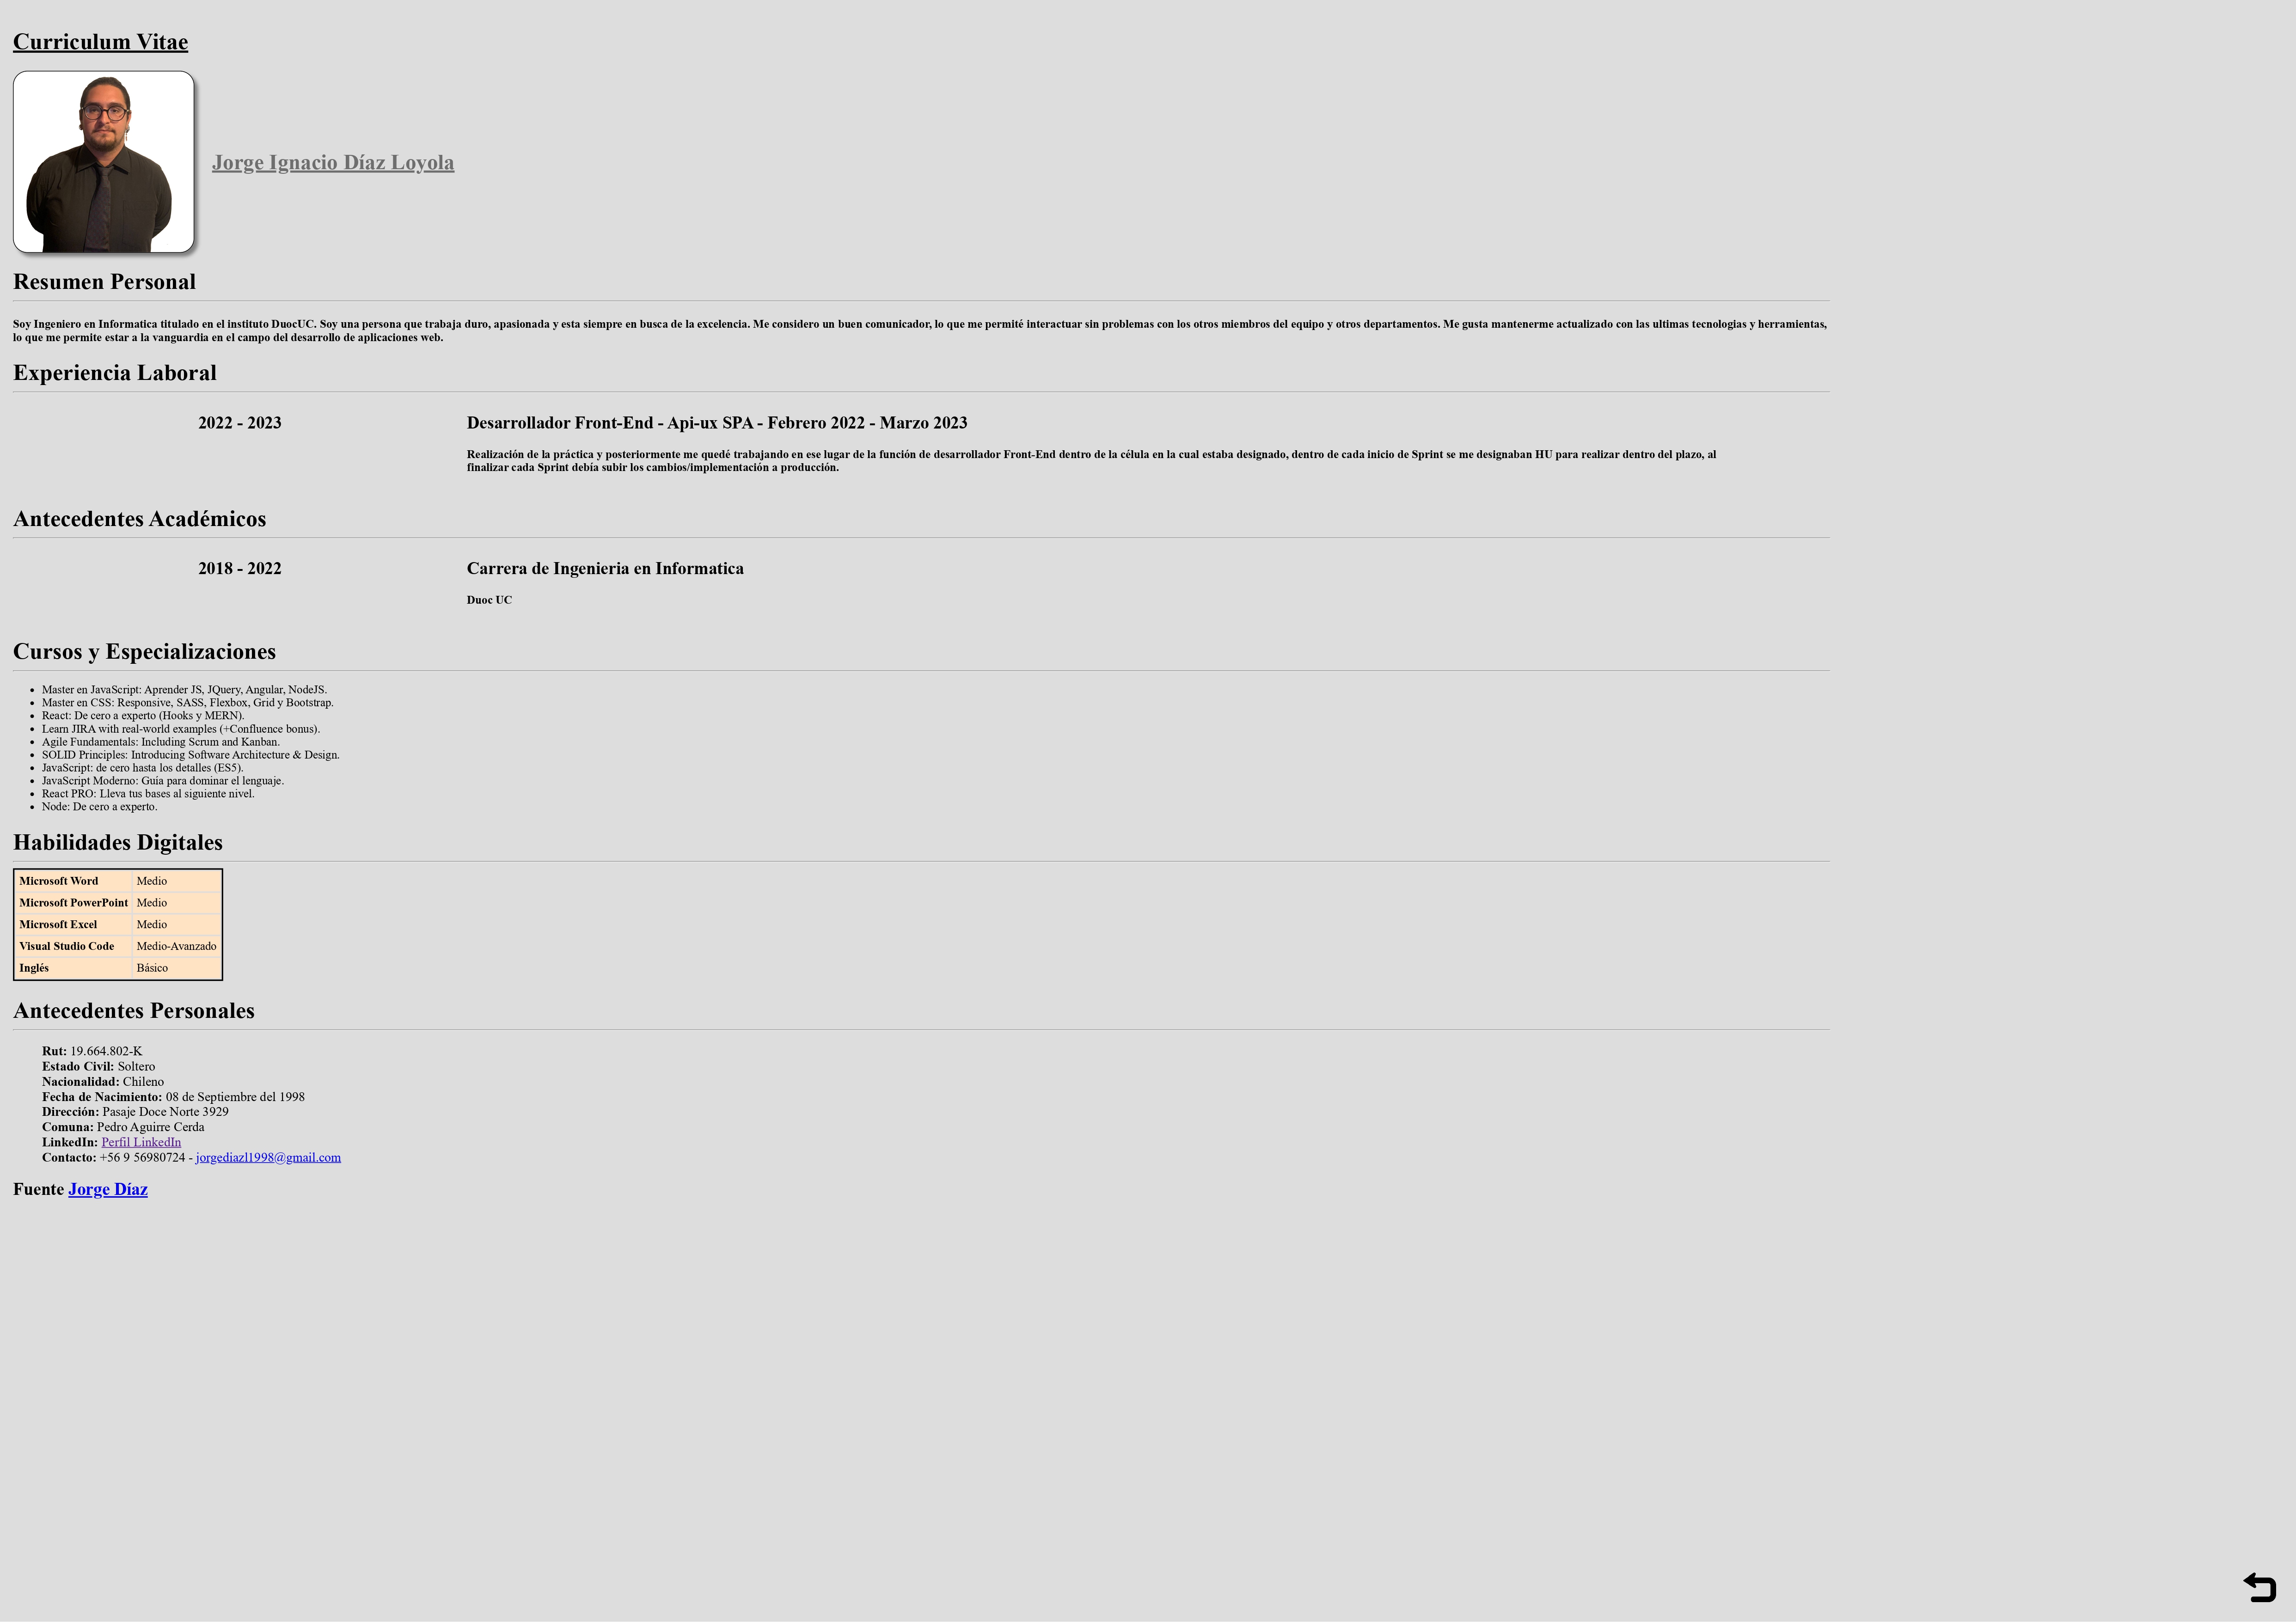 Curriculum Vitae
Jorge Ignacio Díaz Loyola
Resumen Personal
Soy Ingeniero en Informatica titulado en el instituto DuocUC. Soy una persona que trabaja duro, apasionada y esta siempre en busca de la excelencia. Me considero un buen comunicador, lo que me permité interactuar sin problemas con los otros miembros del equipo y otros departamentos. Me gusta mantenerme actualizado con las ultimas tecnologias y herramientas,
lo que me permite estar a la vanguardia en el campo del desarrollo de aplicaciones web.
Experiencia Laboral
2022 - 2023
Desarrollador Front-End - Api-ux SPA - Febrero 2022 - Marzo 2023
Realización de la práctica y posteriormente me quedé trabajando en ese lugar de la función de desarrollador Front-End dentro de la célula en la cual estaba designado, dentro de cada inicio de Sprint se me designaban HU para realizar dentro del plazo, al
finalizar cada Sprint debía subir los cambios/implementación a producción.
Antecedentes Académicos
2018 - 2022
Carrera de Ingenieria en Informatica
Duoc UC
Cursos y Especializaciones
• Master en JavaScript: Aprender JS, JQuery, Angular, NodeJS.
• Master en CSS: Responsive, SASS, Flexbox, Grid y Bootstrap.
• React: De cero a experto (Hooks y MERN).
• Learn JIRA with real-world examples (+Confluence bonus).
• Agile Fundamentals: Including Scrum and Kanban.
• SOLID Principles: Introducing Software Architecture & Design.
• JavaScript: de cero hasta los detalles (ES5).
• JavaScript Moderno: Guía para dominar el lenguaje.
• React PRO: Lleva tus bases al siguiente nivel.
• Node: De cero a experto.
Habilidades Digitales
Microsoft Word Medio
Microsoft PowerPoint Medio
Microsoft Excel Medio
Visual Studio Code Medio-Avanzado
Inglés Básico
Antecedentes Personales
Rut: 19.664.802-K
Estado Civil: Soltero
Nacionalidad: Chileno
Fecha de Nacimiento: 08 de Septiembre del 1998
Dirección: Pasaje Doce Norte 3929
Comuna: Pedro Aguirre Cerda
LinkedIn: Perfil LinkedIn
Contacto: +56 9 56980724 - jorgediazl1998@gmail.com
Fuente Jorge Díaz